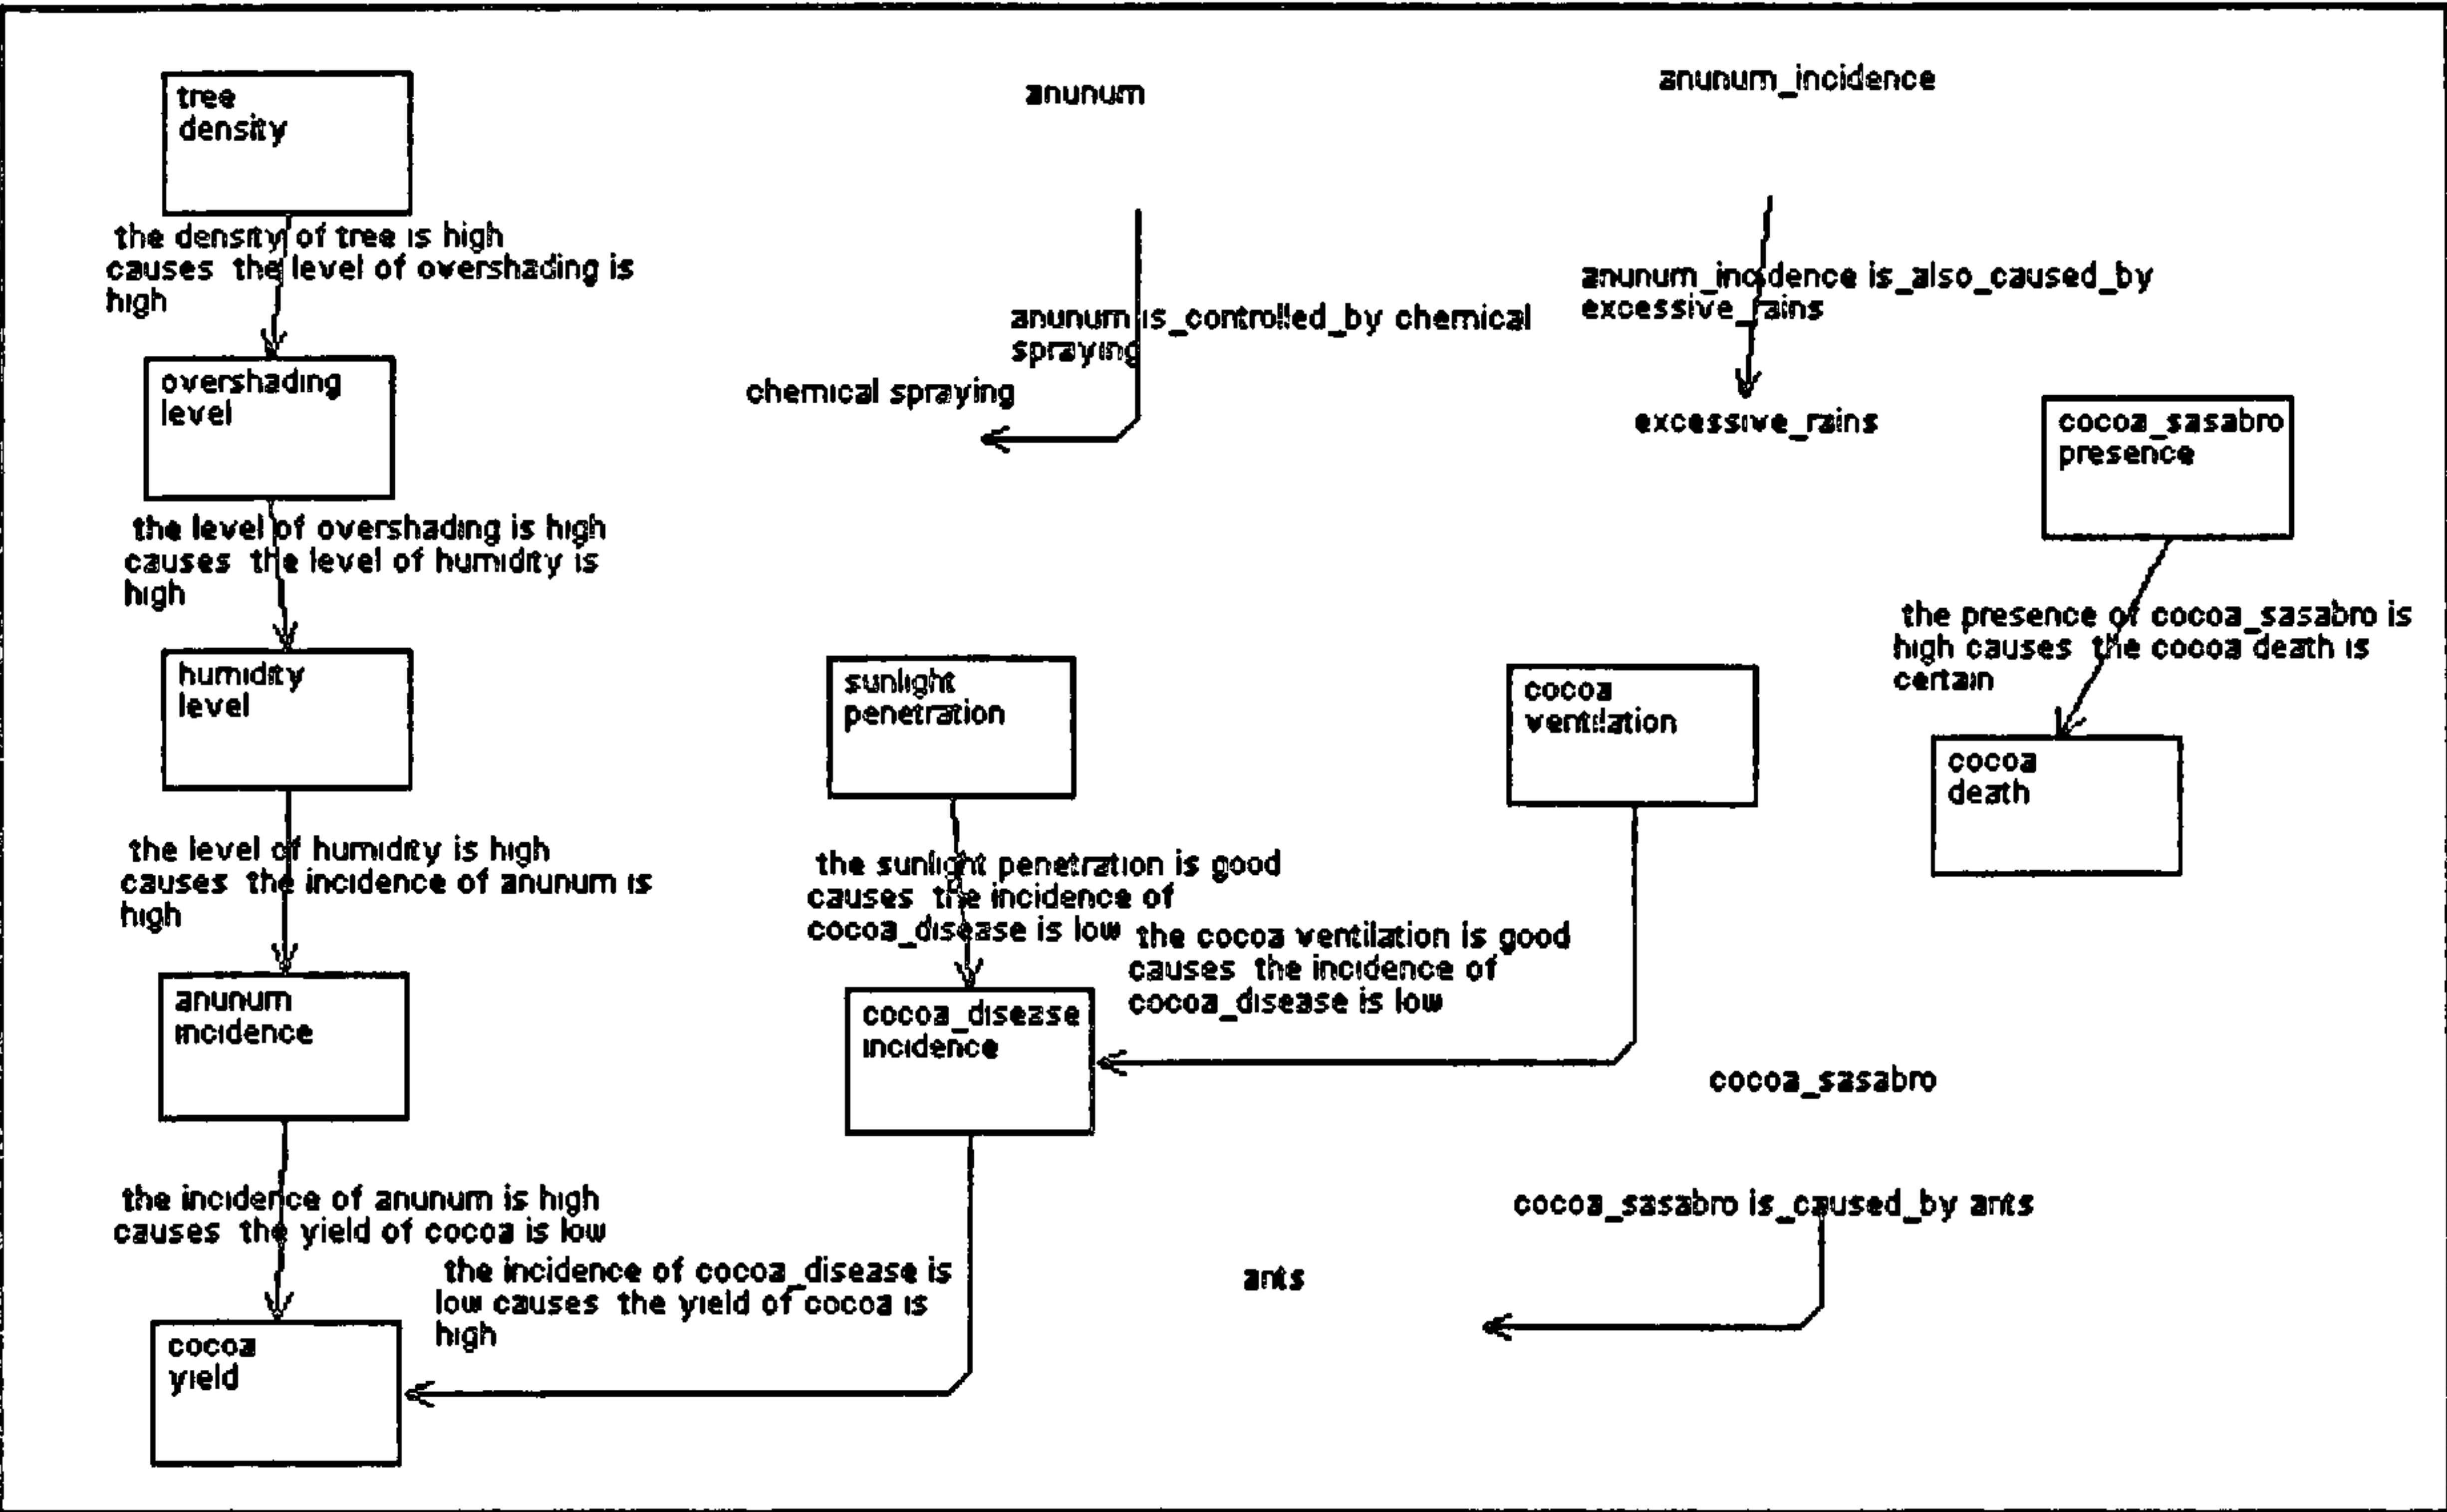 tree
density
the density of tree is high
causes the level of overshading is
high
overshading
level
the level of overshading is high
causes the level of humidity is
high
humidity
level
the level of humidity is high
causes the incidence of anunum is
high
anunum
incidence
the incidence of anunum is high
causes the yield of cocoa is low
cocoa
yield
anunum
anunum is_controlled_by chemical
spraying
chemical spraying
sunlight
penetration
the sunlight penetration is good
causes the incidence of
cocoa_disease is low
cocoa_disease
incidence
the incidence of cocoa_disease is
low causes the yield of cocoa is
high
anunum_incidence
anunum_incidence is_also_caused_by
excessive_rains
excessive_rains
cocoa
ventilation
the cocoa ventilation is good
causes the incidence of
cocoa_disease is low
cocoa_sasabro
presence
the presence of cocoa_sasabro is
high causes the cocoa death is
certain
cocoa
death
cocoa_sasabro
cocoa_sasabro is_caused_by ants
ants